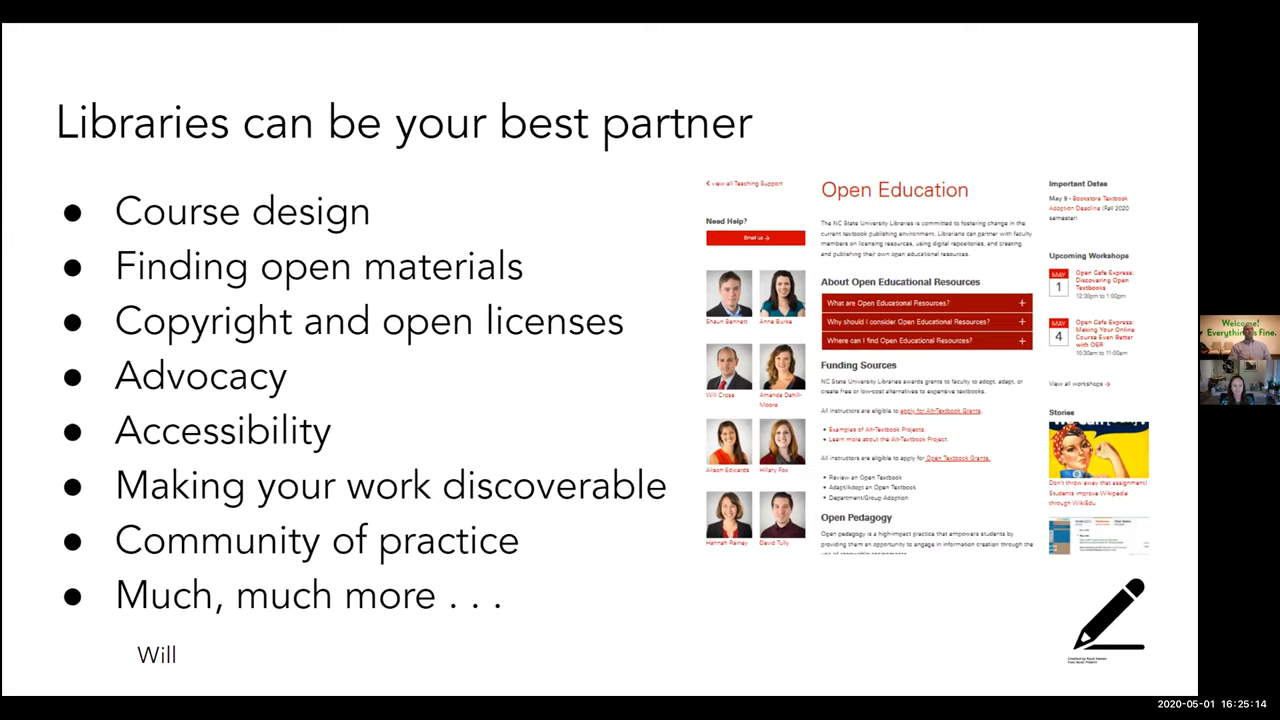 Libraries can be your best partner
● Course design
● Finding open materials
● Copyright and open licenses
● Advocacy
● Accessibility
● Making your work discoverable
● Community of practice
● Much, much more . . .
Will
view all Teaching Support
Need Help?
Email us →
Shaun Bennett
Anne Burke
Will Cross
Amanda Dahill-
Moore
Alison Edwards
Hillary Fox
Hannah Rainey
David Tully
Open Education
The NC State University Libraries is committed to fostering change in the
current textbook publishing environment. Librarians can partner with faculty
members on licensing resources, using digital repositories, and creating
and publishing their own open educational resources.
About Open Educational Resources
What are Open Educational Resources? +
Why should I consider Open Educational Resources? +
Where can I find Open Educational Resources? +
Funding Sources
NC State University Libraries awards grants to faculty to adopt, adapt, or
create free or low-cost alternatives to expensive textbooks.
All instructors are eligible to apply for Alt-Textbook Grants.
• Examples of Alt-Textbook Projects.
• Learn more about the Alt-Textbook Project.
All instructors are eligible to apply for Open Textbook Grants.
• Review an Open Textbook
• Adapt/Adopt an Open Textbook
• Department/Group Adoption
Open Pedagogy
Open pedagogy is a high-impact practice that empowers students by
providing them an opportunity to engage in information creation through the
use of renewable assignments.
Important Dates
May 8 - Bookstore Textbook
Adoption Deadline (Fall 2020
semester)
Upcoming Workshops
MAY
1
Open Cafe Express:
Discovering Open
Textbooks
12:30pm to 1:00pm
MAY
4
Open Cafe Express:
Making Your Online
Course Even Better
with OER
10:30am to 11:00am
View all workshops →
Stories
Don't throw away that assignment!
Students improve Wikipedia
through WikiEdu
Welcome!
Everything is fine.
2020-05-01 16:25:14